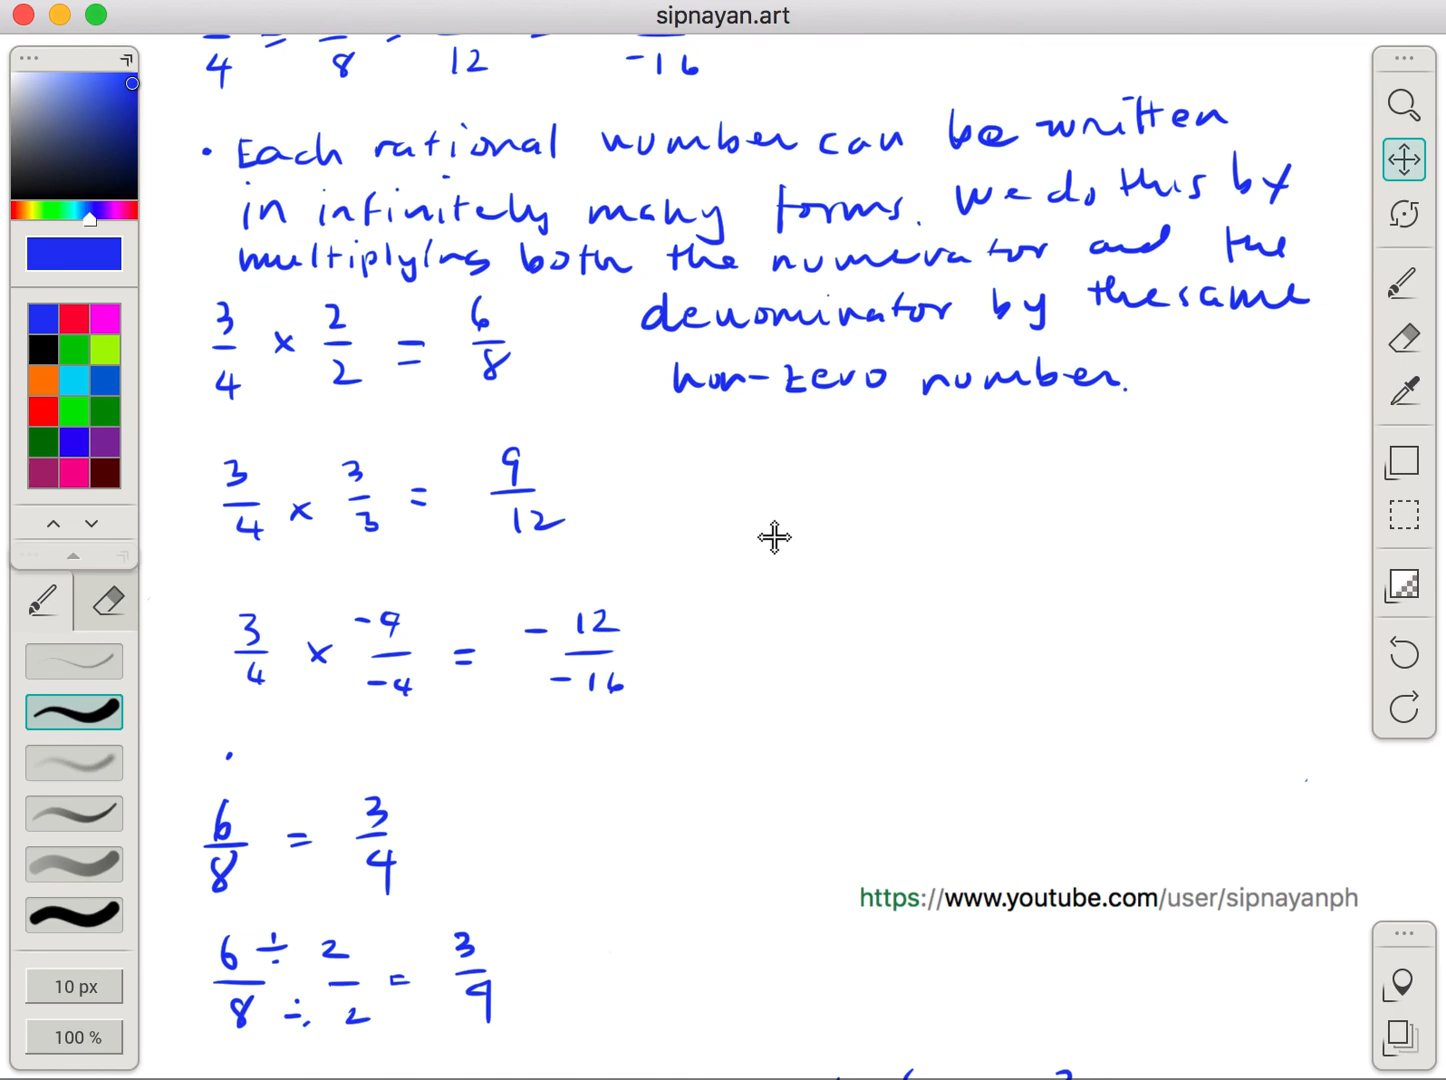 sipnayan.art
4 8 12 -16
• Each rational number can be written
in infinitely many forms. We do this by
multiplying both the numerator and the
denominator by the same
non-zero number.
3/4 × 2/2 = 6/8
3/4 × 3/3 = 9/12
3/4 × -4/-4 = -12/-16
•
6/8 = 3/4
6/8 ÷ ÷ 2/2 = 3/4
https://www.youtube.com/user/sipnayanph
10 px
100 %